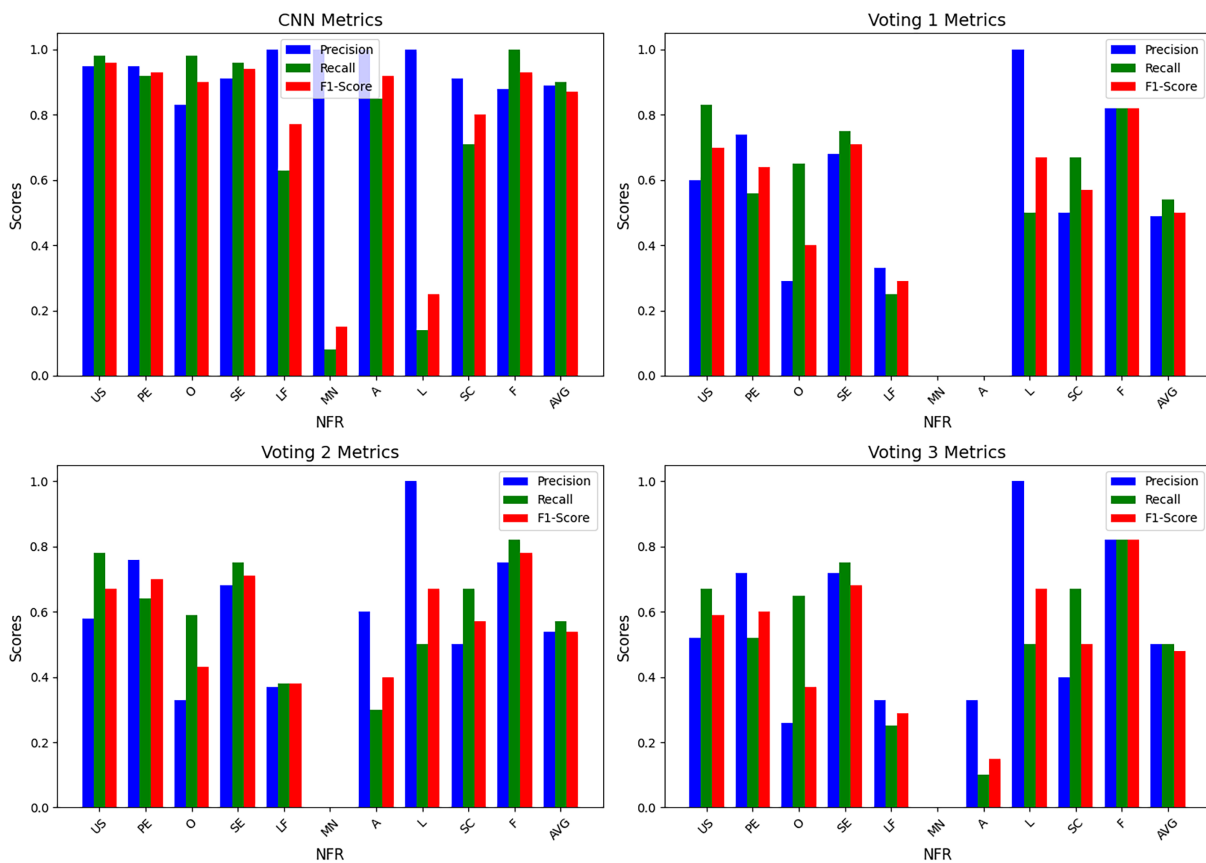 CNN Metrics
Scores
1.0
0.8
0.6
0.4
0.2
0.0
Precision
Recall
F1-Score
US PE O SE LF MN A L SC F AVG
NFR
Voting 1 Metrics
Scores
1.0
0.8
0.6
0.4
0.2
0.0
Precision
Recall
F1-Score
US PE O SE LF MN A L SC F AVG
NFR
Voting 2 Metrics
Scores
1.0
0.8
0.6
0.4
0.2
0.0
Precision
Recall
F1-Score
US PE O SE LF MN A L SC F AVG
NFR
Voting 3 Metrics
Scores
1.0
0.8
0.6
0.4
0.2
0.0
Precision
Recall
F1-Score
US PE O SE LF MN A L SC F AVG
NFR